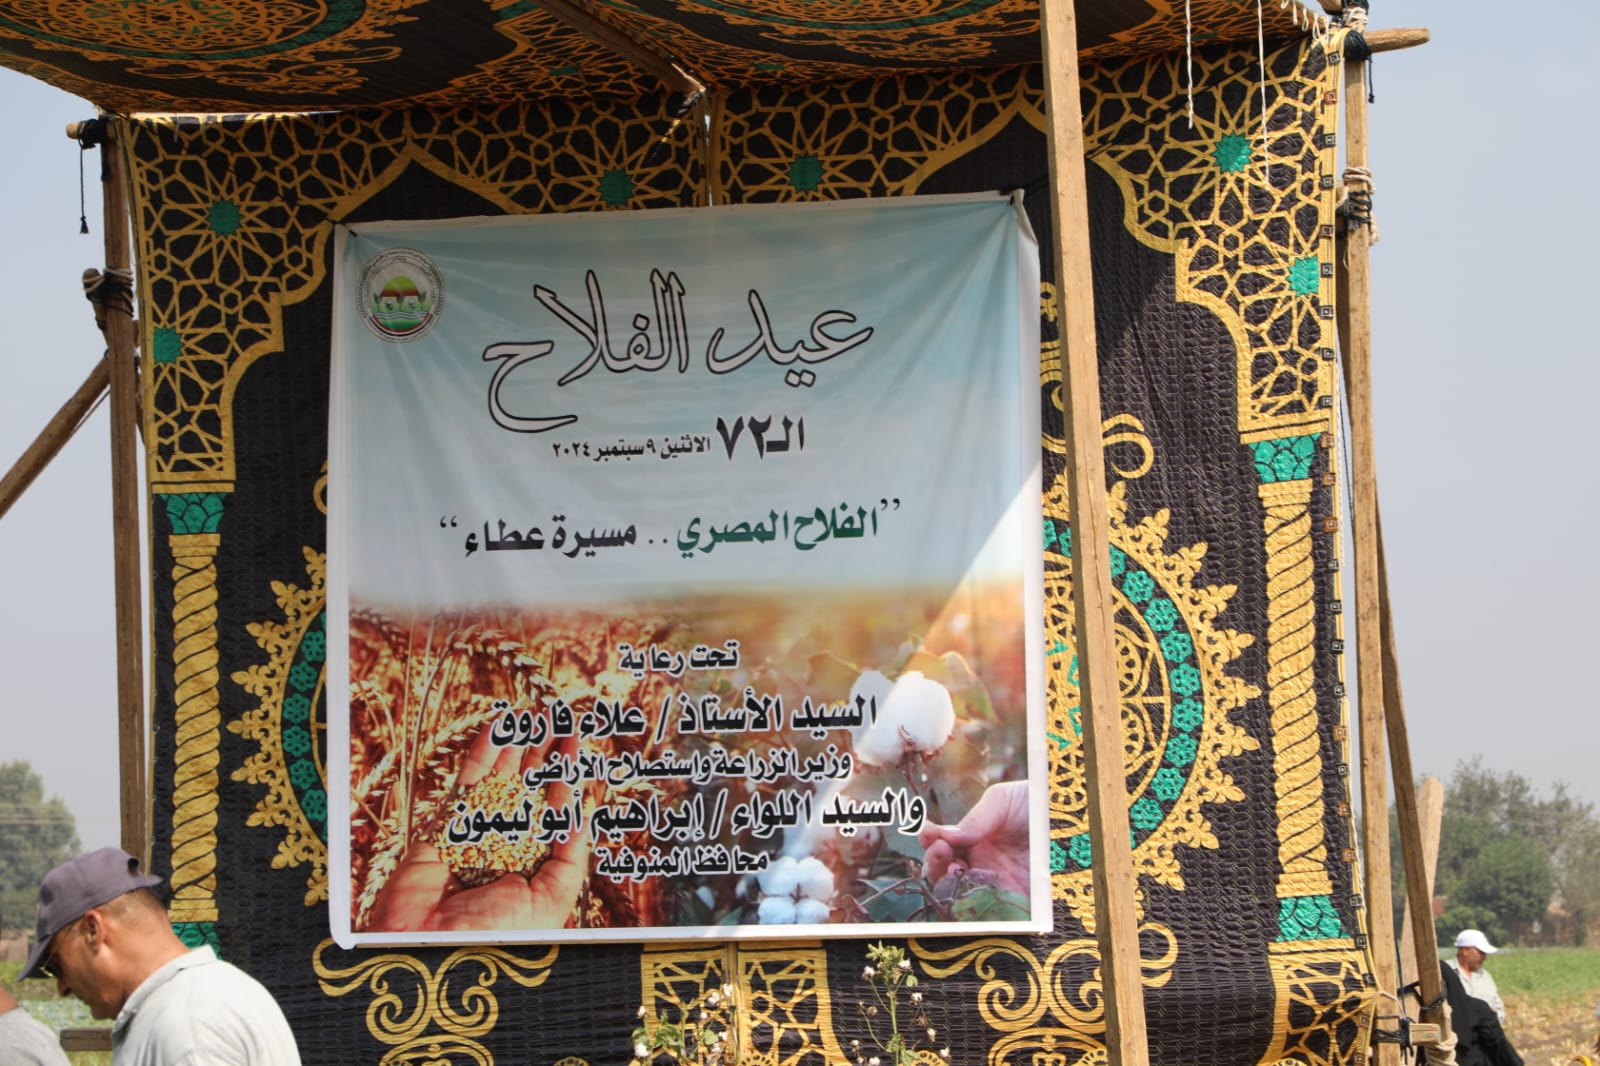 عيد الفلاح
الـ٧٢ الاثنين ٩ سبتمبر ٢٠٢٤
”الفلاح المصري .. مسيرة عطاء“
تحت رعاية
السيد الأستاذ / علاء فاروق
وزير الزراعة واستصلاح الأراضي
والسيد اللواء / إبراهيم أبو ليمون
محافظ المنوفية